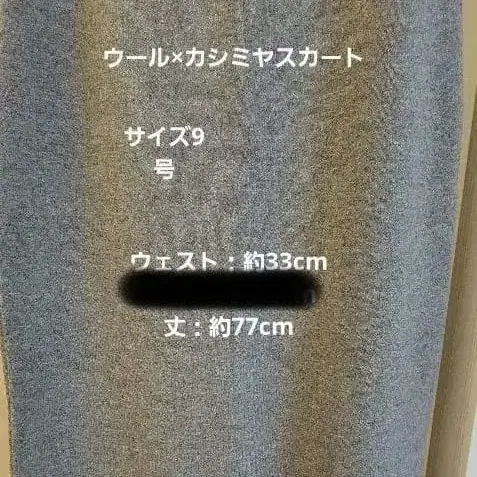 ウール×カシミヤスカート
サイズ9
号
ウェスト：約33cm
丈：約77cm